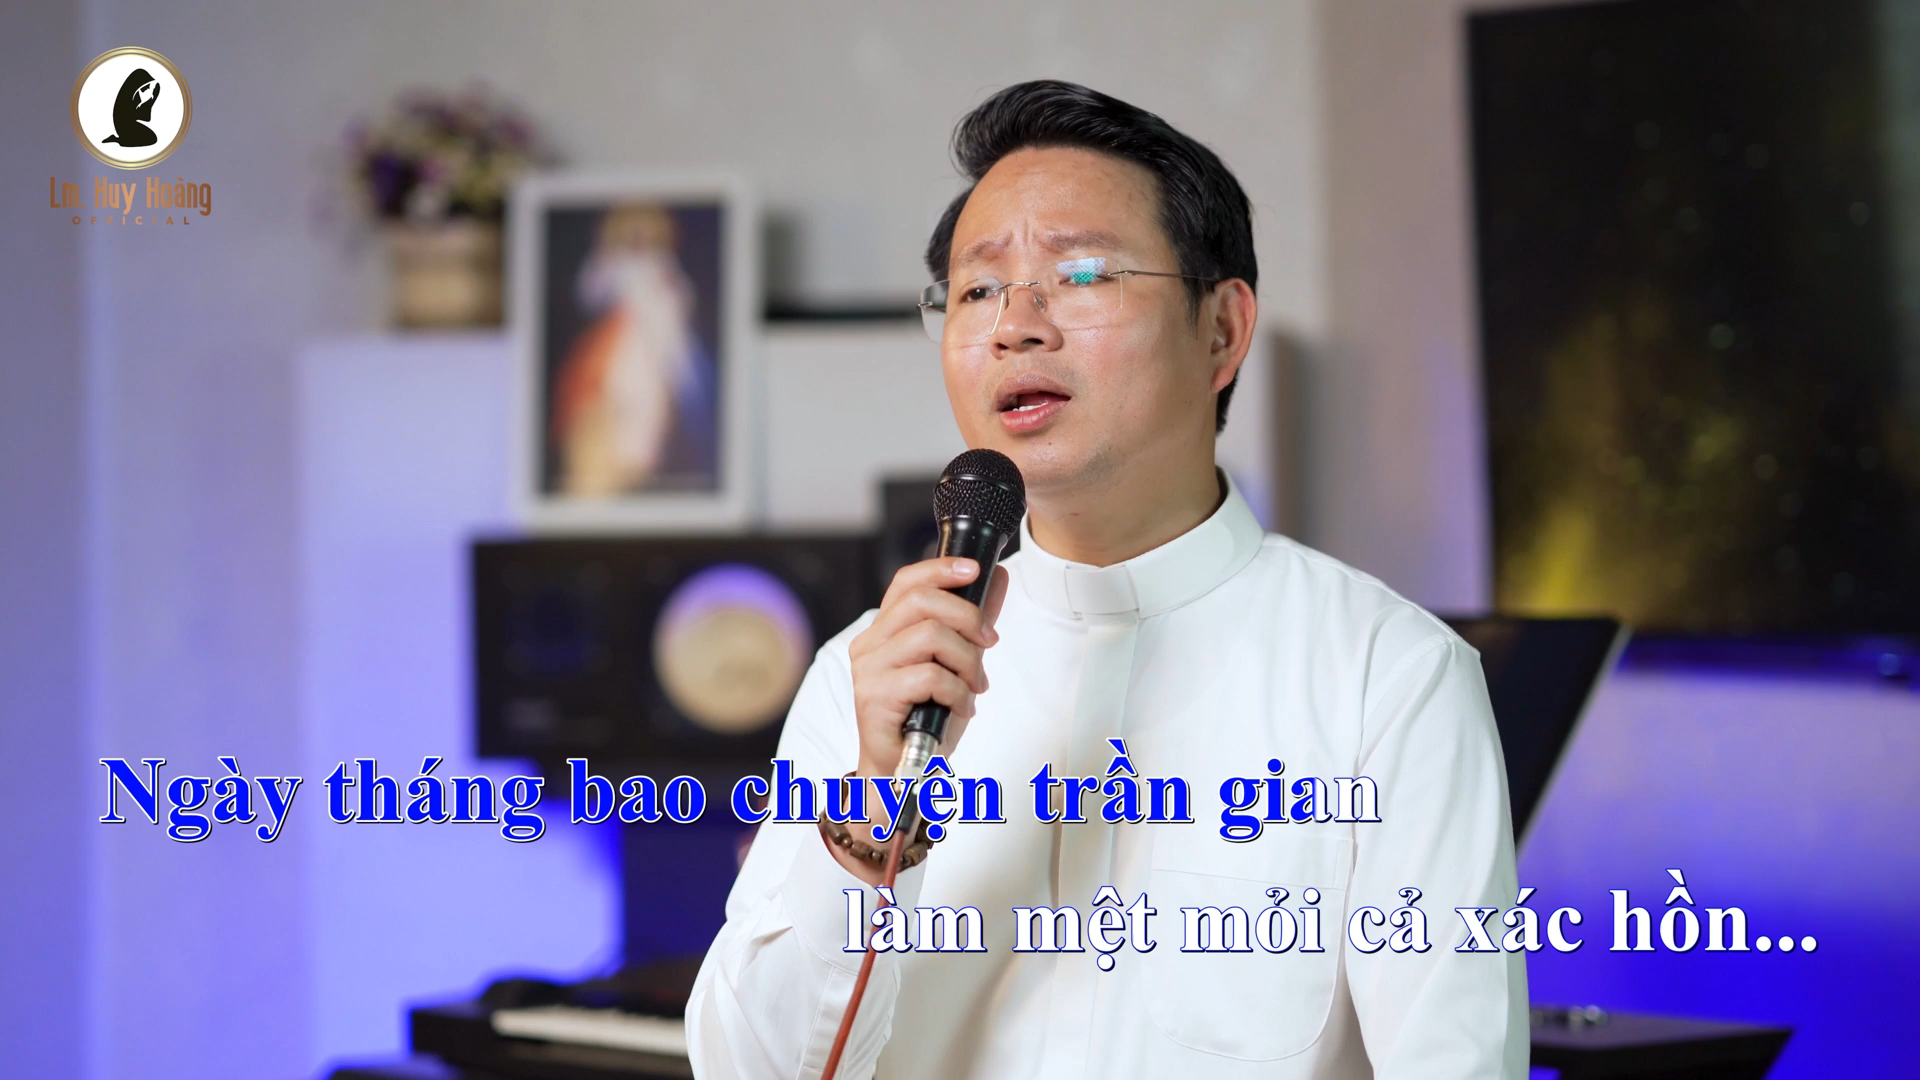 Lm. Huy Hoàng
OFFICIAL
Ngày tháng bao chuyện trần gian
làm mệt mỏi cả xác hồn...